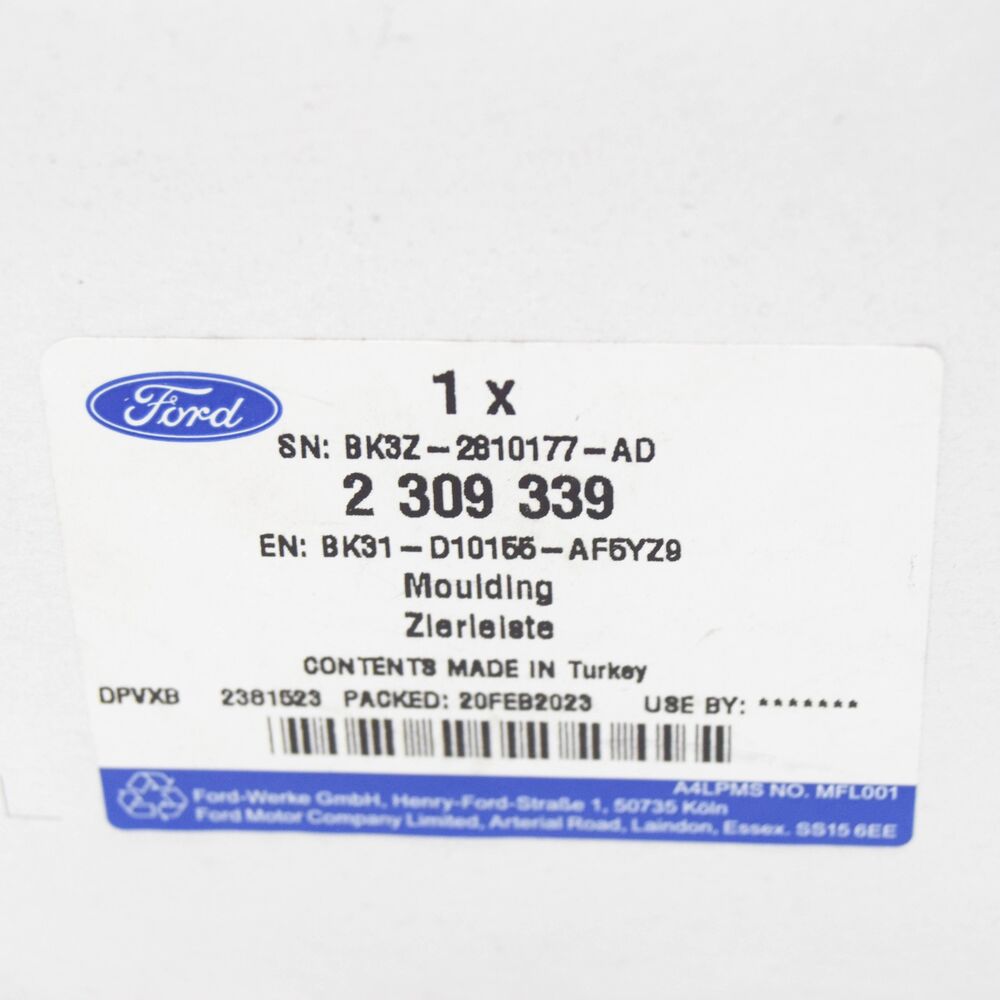 Ford
1 x
SN: BK3Z-2810177-AD
2 309 339
EN: BK31-D10155-AF5YZ9
Moulding
Zierleiste
CONTENTS MADE IN Turkey
DPVXB 2381523 PACKED: 20FEB2023 USE BY: *******
A4LPMS NO. MFL001
Ford-Werke GmbH, Henry-Ford-Straße 1, 50735 Köln
Ford Motor Company Limited, Arterial Road, Laindon, Essex. SS15 6EE